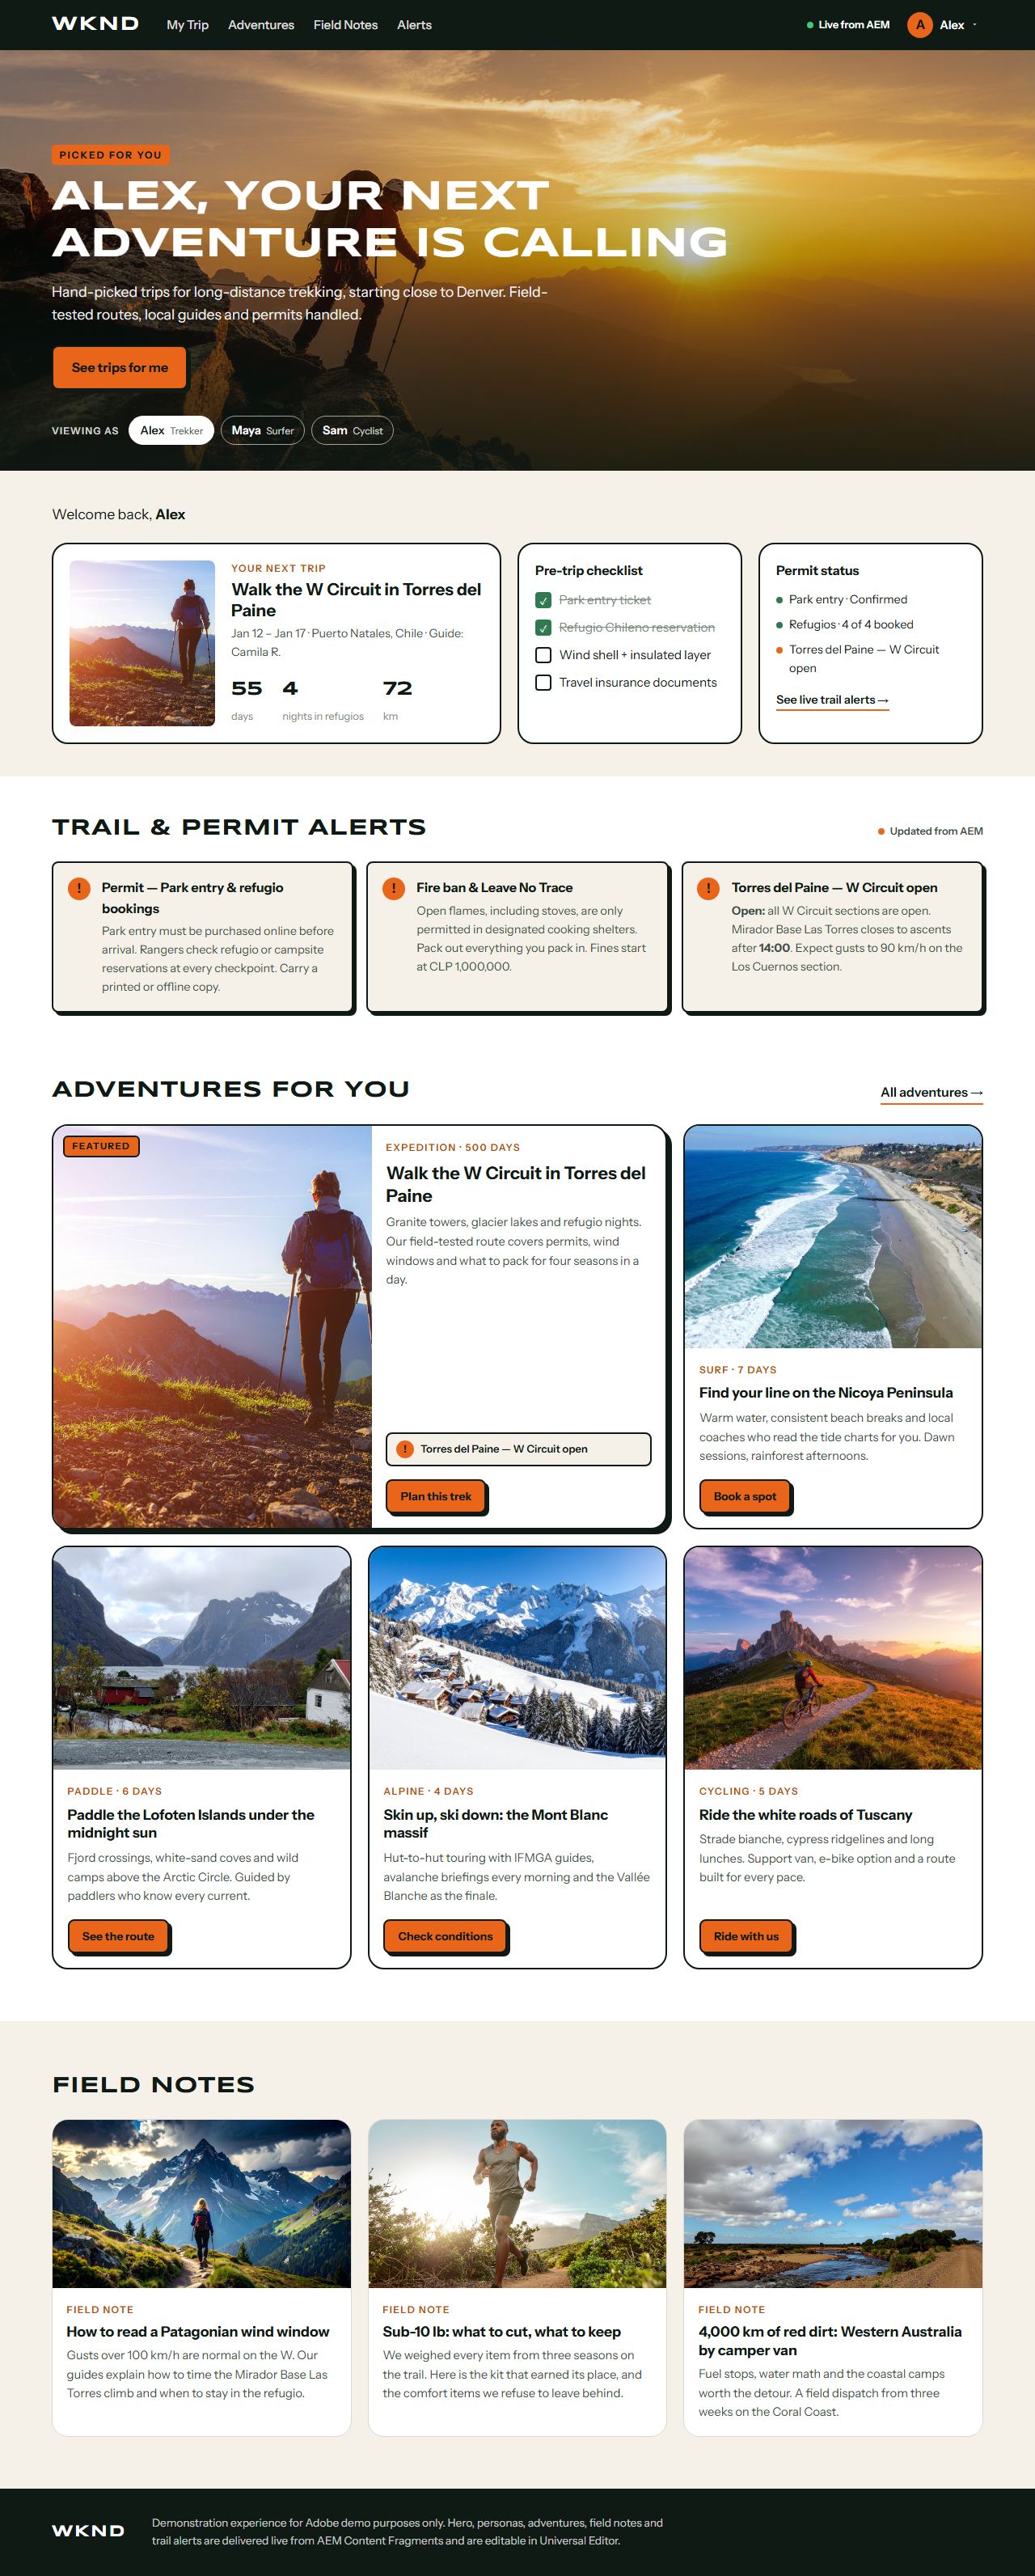 WKND
My Trip
Adventures
Field Notes
Alerts
Live from AEM
A
Alex
PICKED FOR YOU
ALEX, YOUR NEXT
ADVENTURE IS CALLING
Hand-picked trips for long-distance trekking, starting close to Denver. Field-
tested routes, local guides and permits handled.
See trips for me
VIEWING AS
Alex Trekker
Maya Surfer
Sam Cyclist
Welcome back, Alex
YOUR NEXT TRIP
Walk the W Circuit in Torres del
Paine
Jan 12 – Jan 17 · Puerto Natales, Chile · Guide:
Camila R.
55
days
4
nights in refugios
72
km
Pre-trip checklist
Park entry ticket
Refugio Chileno reservation
Wind shell + insulated layer
Travel insurance documents
Permit status
Park entry · Confirmed
Refugios · 4 of 4 booked
Torres del Paine — W Circuit
open
See live trail alerts →
TRAIL & PERMIT ALERTS
Updated from AEM
!
Permit — Park entry & refugio
bookings
Park entry must be purchased online before
arrival. Rangers check refugio or campsite
reservations at every checkpoint. Carry a
printed or offline copy.
!
Fire ban & Leave No Trace
Open flames, including stoves, are only
permitted in designated cooking shelters.
Pack out everything you pack in. Fines start
at CLP 1,000,000.
!
Torres del Paine — W Circuit open
Open: all W Circuit sections are open.
Mirador Base Las Torres closes to ascents
after 14:00. Expect gusts to 90 km/h on the
Los Cuernos section.
ADVENTURES FOR YOU
All adventures →
FEATURED
EXPEDITION · 500 DAYS
Walk the W Circuit in Torres del
Paine
Granite towers, glacier lakes and refugio nights.
Our field-tested route covers permits, wind
windows and what to pack for four seasons in a
day.
!
Torres del Paine — W Circuit open
Plan this trek
SURF · 7 DAYS
Find your line on the Nicoya Peninsula
Warm water, consistent beach breaks and local
coaches who read the tide charts for you. Dawn
sessions, rainforest afternoons.
Book a spot
PADDLE · 6 DAYS
Paddle the Lofoten Islands under the
midnight sun
Fjord crossings, white-sand coves and wild
camps above the Arctic Circle. Guided by
paddlers who know every current.
See the route
ALPINE · 4 DAYS
Skin up, ski down: the Mont Blanc
massif
Hut-to-hut touring with IFMGA guides,
avalanche briefings every morning and the Vallée
Blanche as the finale.
Check conditions
CYCLING · 5 DAYS
Ride the white roads of Tuscany
Strade bianche, cypress ridgelines and long
lunches. Support van, e-bike option and a route
built for every pace.
Ride with us
FIELD NOTES
FIELD NOTE
How to read a Patagonian wind window
Gusts over 100 km/h are normal on the W. Our
guides explain how to time the Mirador Base Las
Torres climb and when to stay in the refugio.
FIELD NOTE
Sub-10 lb: what to cut, what to keep
We weighed every item from three seasons on
the trail. Here is the kit that earned its place, and
the comfort items we refuse to leave behind.
FIELD NOTE
4,000 km of red dirt: Western Australia
by camper van
Fuel stops, water math and the coastal camps
worth the detour. A field dispatch from three
weeks on the Coral Coast.
WKND
Demonstration experience for Adobe demo purposes only. Hero, personas, adventures, field notes and
trail alerts are delivered live from AEM Content Fragments and are editable in Universal Editor.